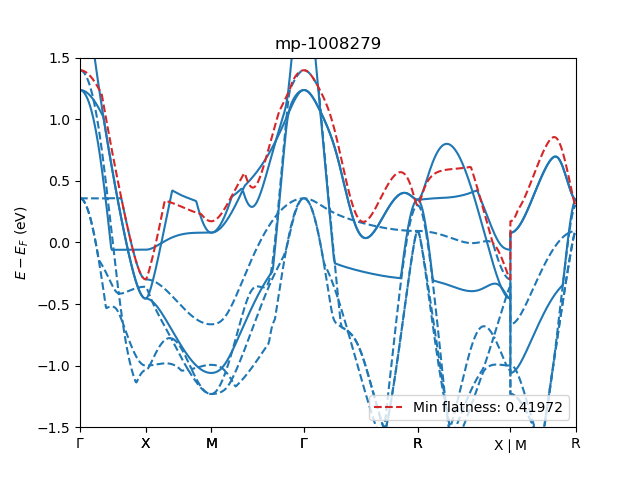 mp-1008279
1.5
1.0
0.5
0.0
−0.5
−1.0
−1.5
E − E_F (eV)
Min flatness: 0.41972
Γ X M Γ R X | M R